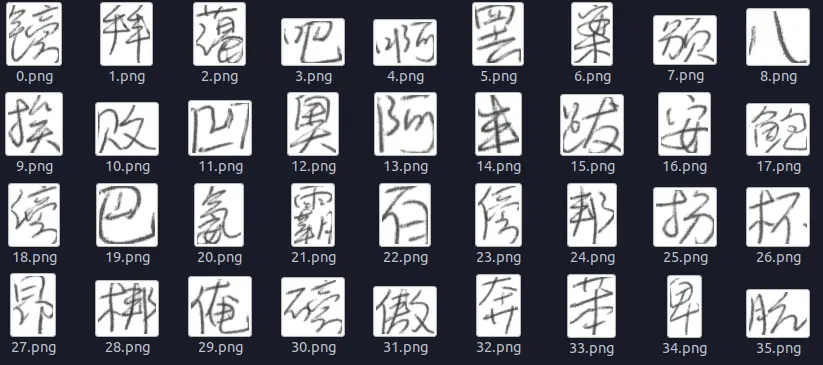 镑 拜 蔼 吧 啊 罢 案 颁 八
0.png 1.png 2.png 3.png 4.png 5.png 6.png 7.png 8.png
挨 败 凹 奥 阿 跋 安 鲍
9.png 10.png 11.png 12.png 13.png 14.png 15.png 16.png 17.png
傍 巴 氨 霸 百 傍 邦 扮 杯
18.png 19.png 20.png 21.png 22.png 23.png 24.png 25.png 26.png
昂 梆 俺 磅 傲 奔 苯 卑 肮
27.png 28.png 29.png 30.png 31.png 32.png 33.png 34.png 35.png